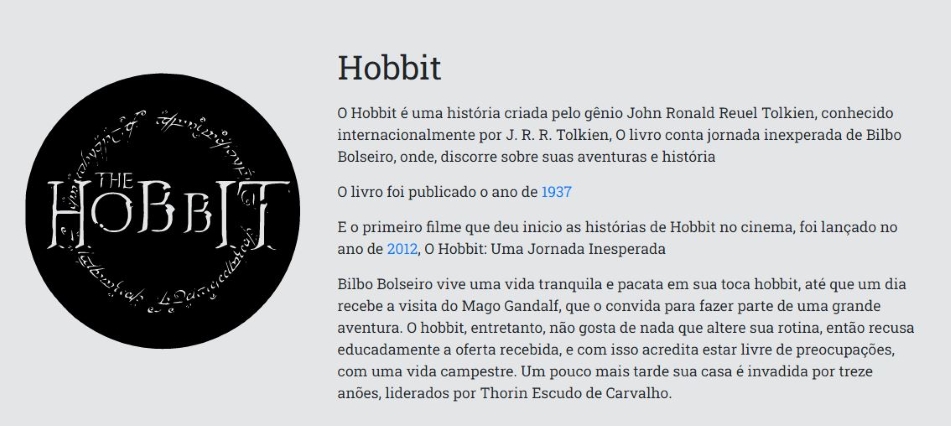 Hobbit
O Hobbit é uma história criada pelo gênio John Ronald Reuel Tolkien, conhecido
internacionalmente por J. R. R. Tolkien, O livro conta jornada inexperada de Bilbo
Bolseiro, onde, discorre sobre suas aventuras e história
THE
HOBBIT
O livro foi publicado o ano de 1937
E o primeiro filme que deu inicio as histórias de Hobbit no cinema, foi lançado no
ano de 2012, O Hobbit: Uma Jornada Inesperada
Bilbo Bolseiro vive uma vida tranquila e pacata em sua toca hobbit, até que um dia
recebe a visita do Mago Gandalf, que o convida para fazer parte de uma grande
aventura. O hobbit, entretanto, não gosta de nada que altere sua rotina, então recusa
educadamente a oferta recebida, e com isso acredita estar livre de preocupações,
com uma vida campestre. Um pouco mais tarde sua casa é invadida por treze
anões, liderados por Thorin Escudo de Carvalho.